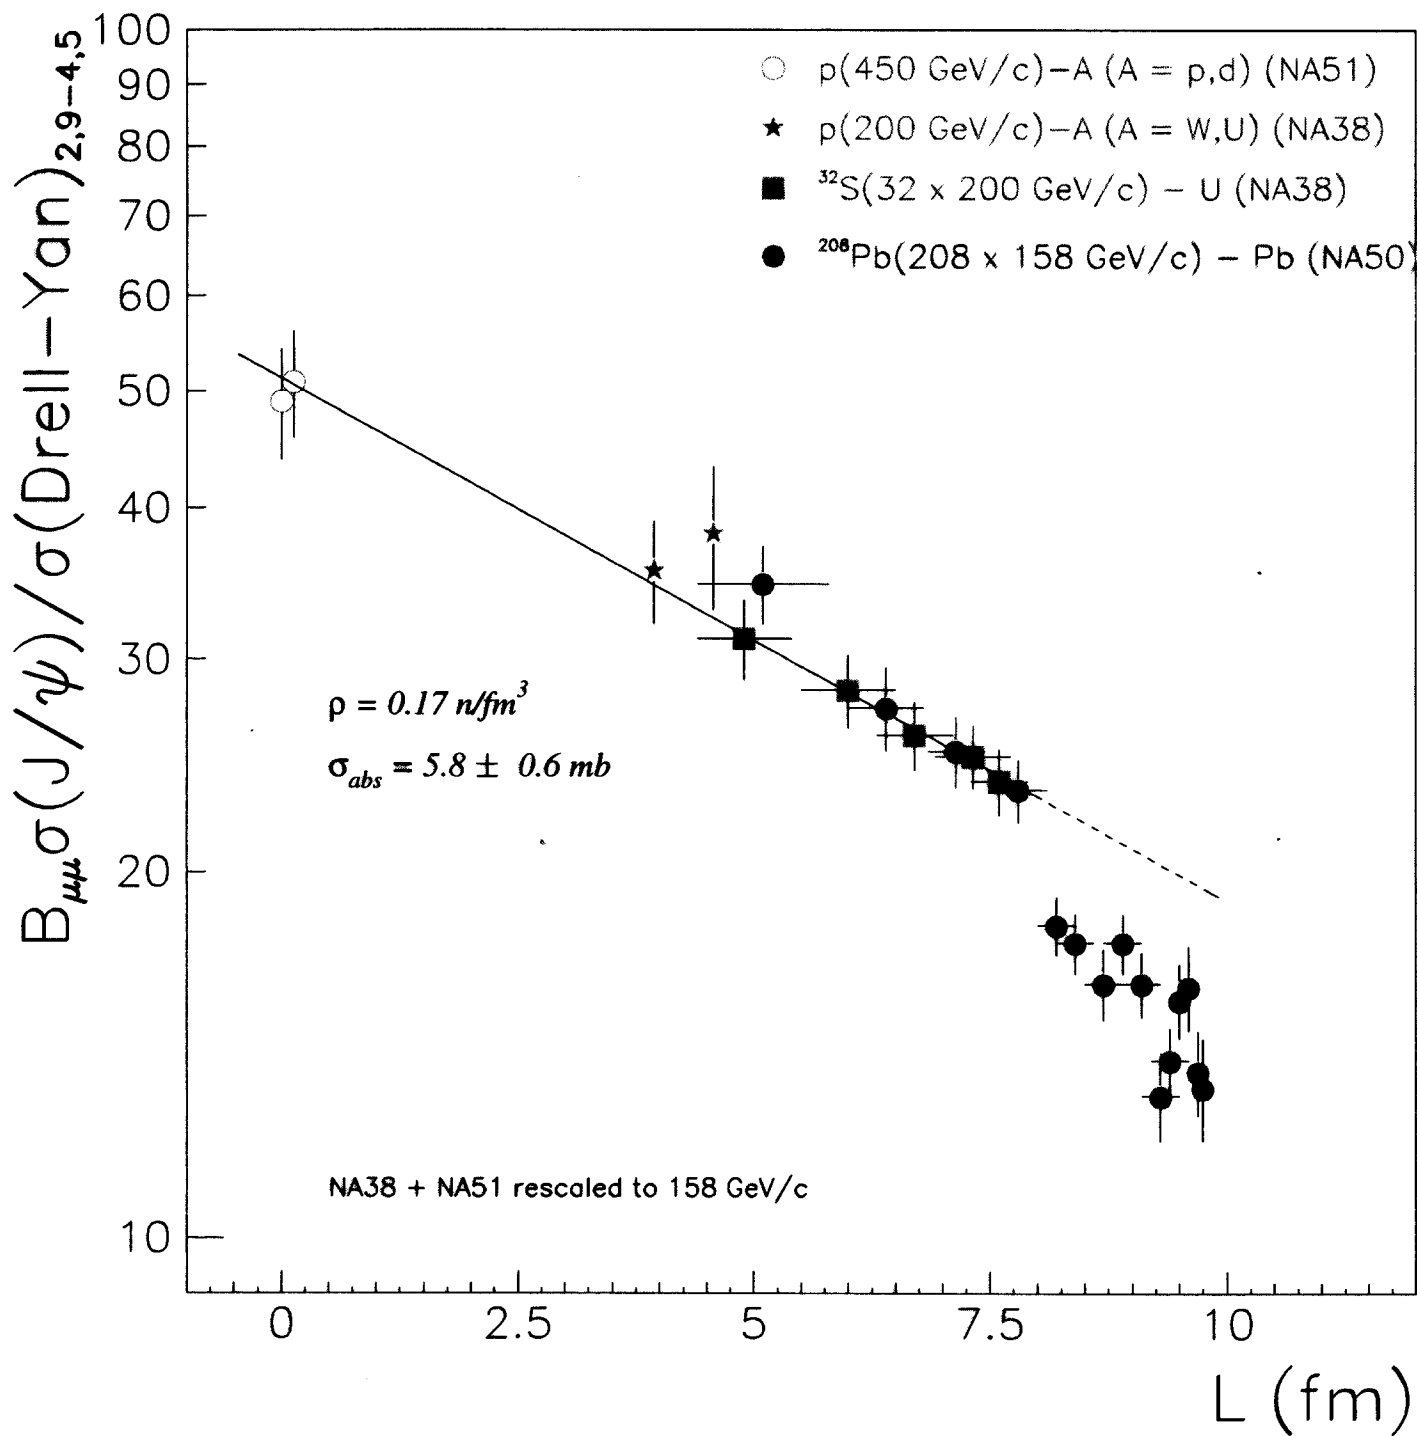 B_μμσ(J/ψ)/σ(Drell-Yan)_2,9-4,5
100
90
80
70
60
50
40
30
20
10
p(450 GeV/c)-A (A = p,d) (NA51)
p(200 GeV/c)-A (A = W,U) (NA38)
³²S(32 x 200 GeV/c) - U (NA38)
²⁰⁸Pb(208 x 158 GeV/c) - Pb (NA50)
ρ = 0.17 n/fm³
σ_abs = 5.8 ± 0.6 mb
NA38 + NA51 rescaled to 158 GeV/c
0 2.5 5 7.5 10
L (fm)